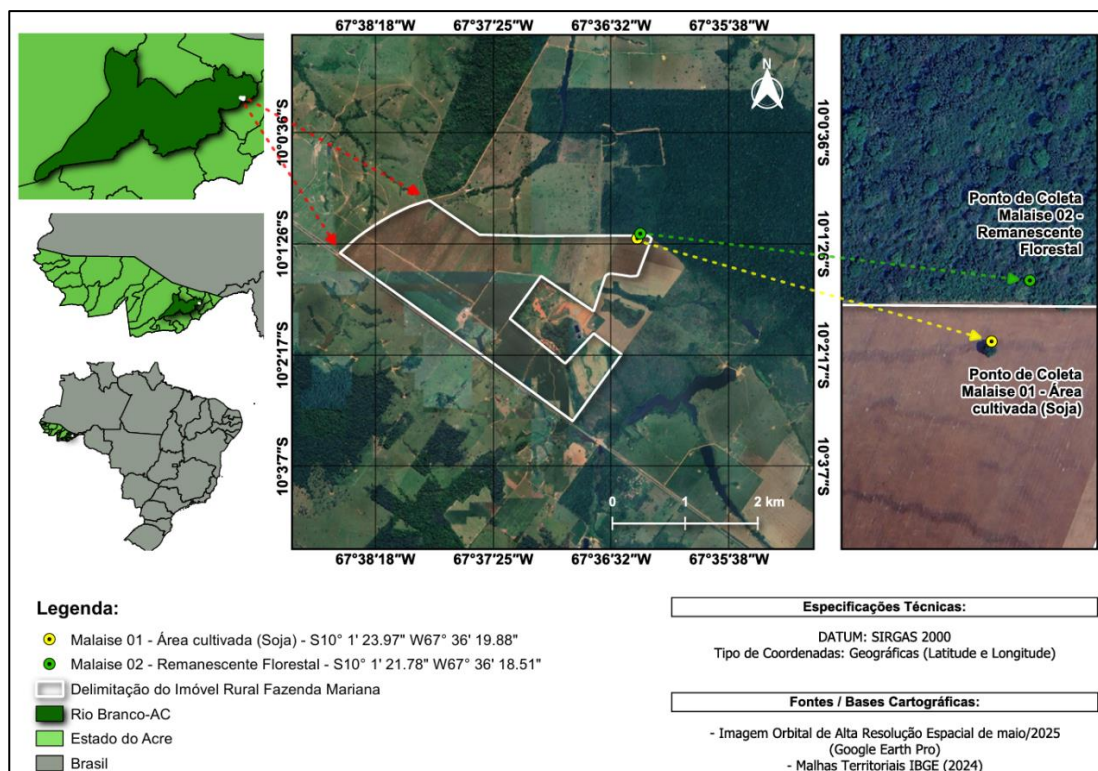 67°38'18"W 67°37'25"W 67°36'32"W 67°35'38"W
N
10°0'36"S
10°1'26"S
10°2'17"S
10°3'7"S
10°0'36"S
10°1'26"S
10°2'17"S
10°3'7"S
0 1 2 km
67°38'18"W 67°37'25"W 67°36'32"W 67°35'38"W
Ponto de Coleta
Malaise 02 -
Remanescente
Florestal
Ponto de Coleta
Malaise 01 - Área
cultivada (Soja)
Legenda:
Malaise 01 - Área cultivada (Soja) - S10° 1' 23.97" W67° 36' 19.88"
Malaise 02 - Remanescente Florestal - S10° 1' 21.78" W67° 36' 18.51"
Delimitação do Imóvel Rural Fazenda Mariana
Rio Branco-AC
Estado do Acre
Brasil
Especificações Técnicas:
DATUM: SIRGAS 2000
Tipo de Coordenadas: Geográficas (Latitude e Longitude)
Fontes / Bases Cartográficas:
- Imagem Orbital de Alta Resolução Espacial de maio/2025
(Google Earth Pro)
- Malhas Territoriais IBGE (2024)